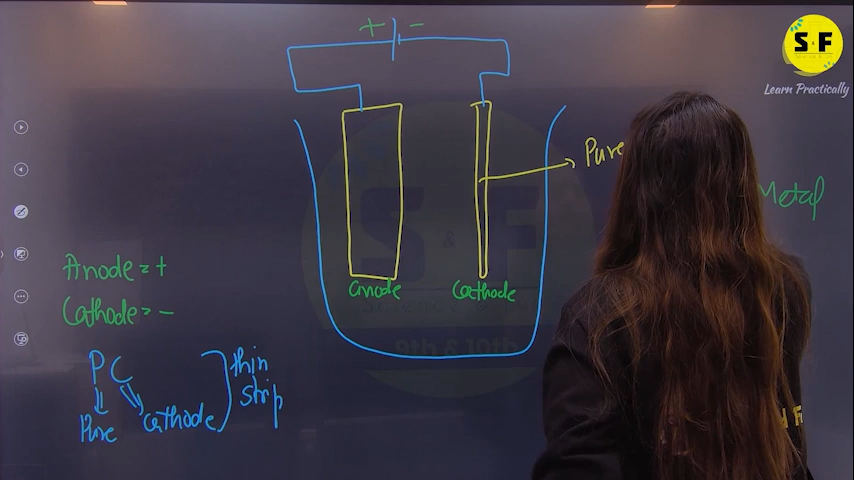 + -
S & F
Learn Practically
Pure
Metal
S & F
Anode = +
anode
Cathode
Cathode = -
9th & 10th
P C
thin
strip
Pure
Cathode